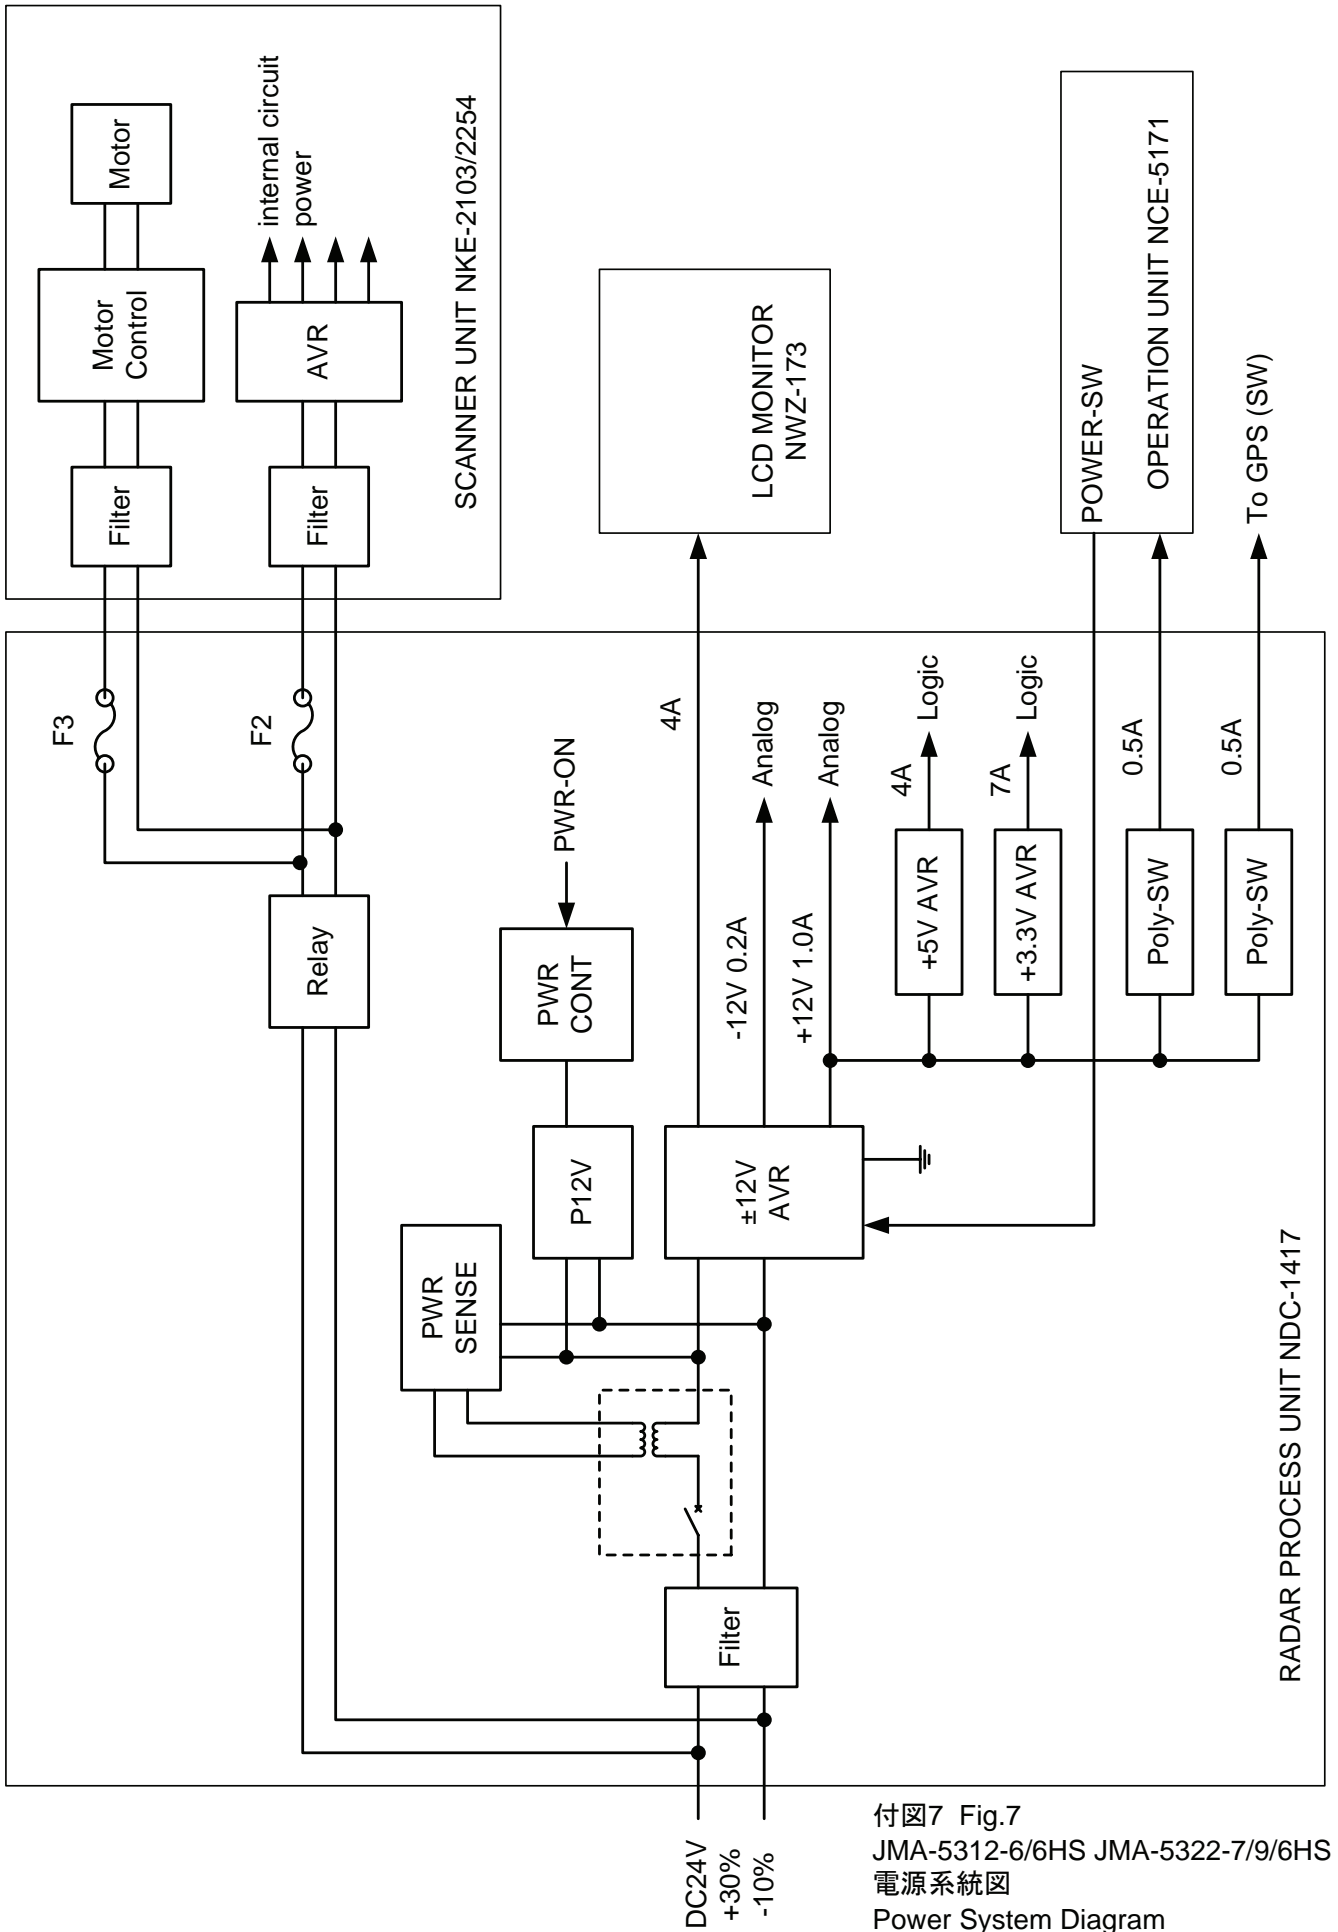 Motor
Motor
Control
Filter
internal circuit
power
AVR
Filter
SCANNER UNIT NKE-2103/2254
LCD MONITOR
NWZ-173
POWER-SW
OPERATION UNIT NCE-5171
To GPS (SW)
F3
F2
Relay
PWR-ON
PWR
CONT
P12V
PWR
SENSE
4A
-12V 0.2A
Analog
+12V 1.0A
Analog
±12V
AVR
+5V AVR
4A
Logic
+3.3V AVR
7A
Logic
Poly-SW
0.5A
Poly-SW
0.5A
Filter
RADAR PROCESS UNIT NDC-1417
DC24V
+30%
-10%
付図7 Fig.7
JMA-5312-6/6HS JMA-5322-7/9/6HS
電源系統図
Power System Diagram